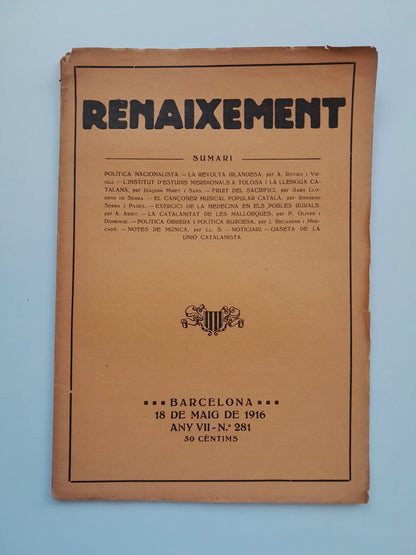 RENAIXEMENT
SUMARI
POLÍTICA NACIONALISTA. — LA REVOLTA IRLANDESA, per A. Rovira i Vir-
gili. — L'INSTITUT D'ESTUDIS MERIDIONALS A TOLOSA I LA LLENGUA CA-
TALANA, per Joaquim Miret i Sans. — FRUIT DEL SACRIFICI, per Sara Llo-
rens de Serra. — EL CANÇONER MUSICAL POPULAR CATALÀ, per Rossend
Serra i Pagès. — EXERCICI DE LA MEDECINA EN ELS POBLES RURALS,
per A. — LA CATALANITAT DE LES MALLORQUES, per P. Oliver i
Domenge. — POLÍTICA OBRERA I POLÍTICA BURGESA, per J. Recasens i Mer-
cadé. — NOTES DE MÚSICA, per Ll. S. — NOTICIARI. — GASETA DE LA
UNIÓ CATALANISTA
BARCELONA
18 DE MAIG DE 1916
ANY VII - N.º 281
30 CÈNTIMS